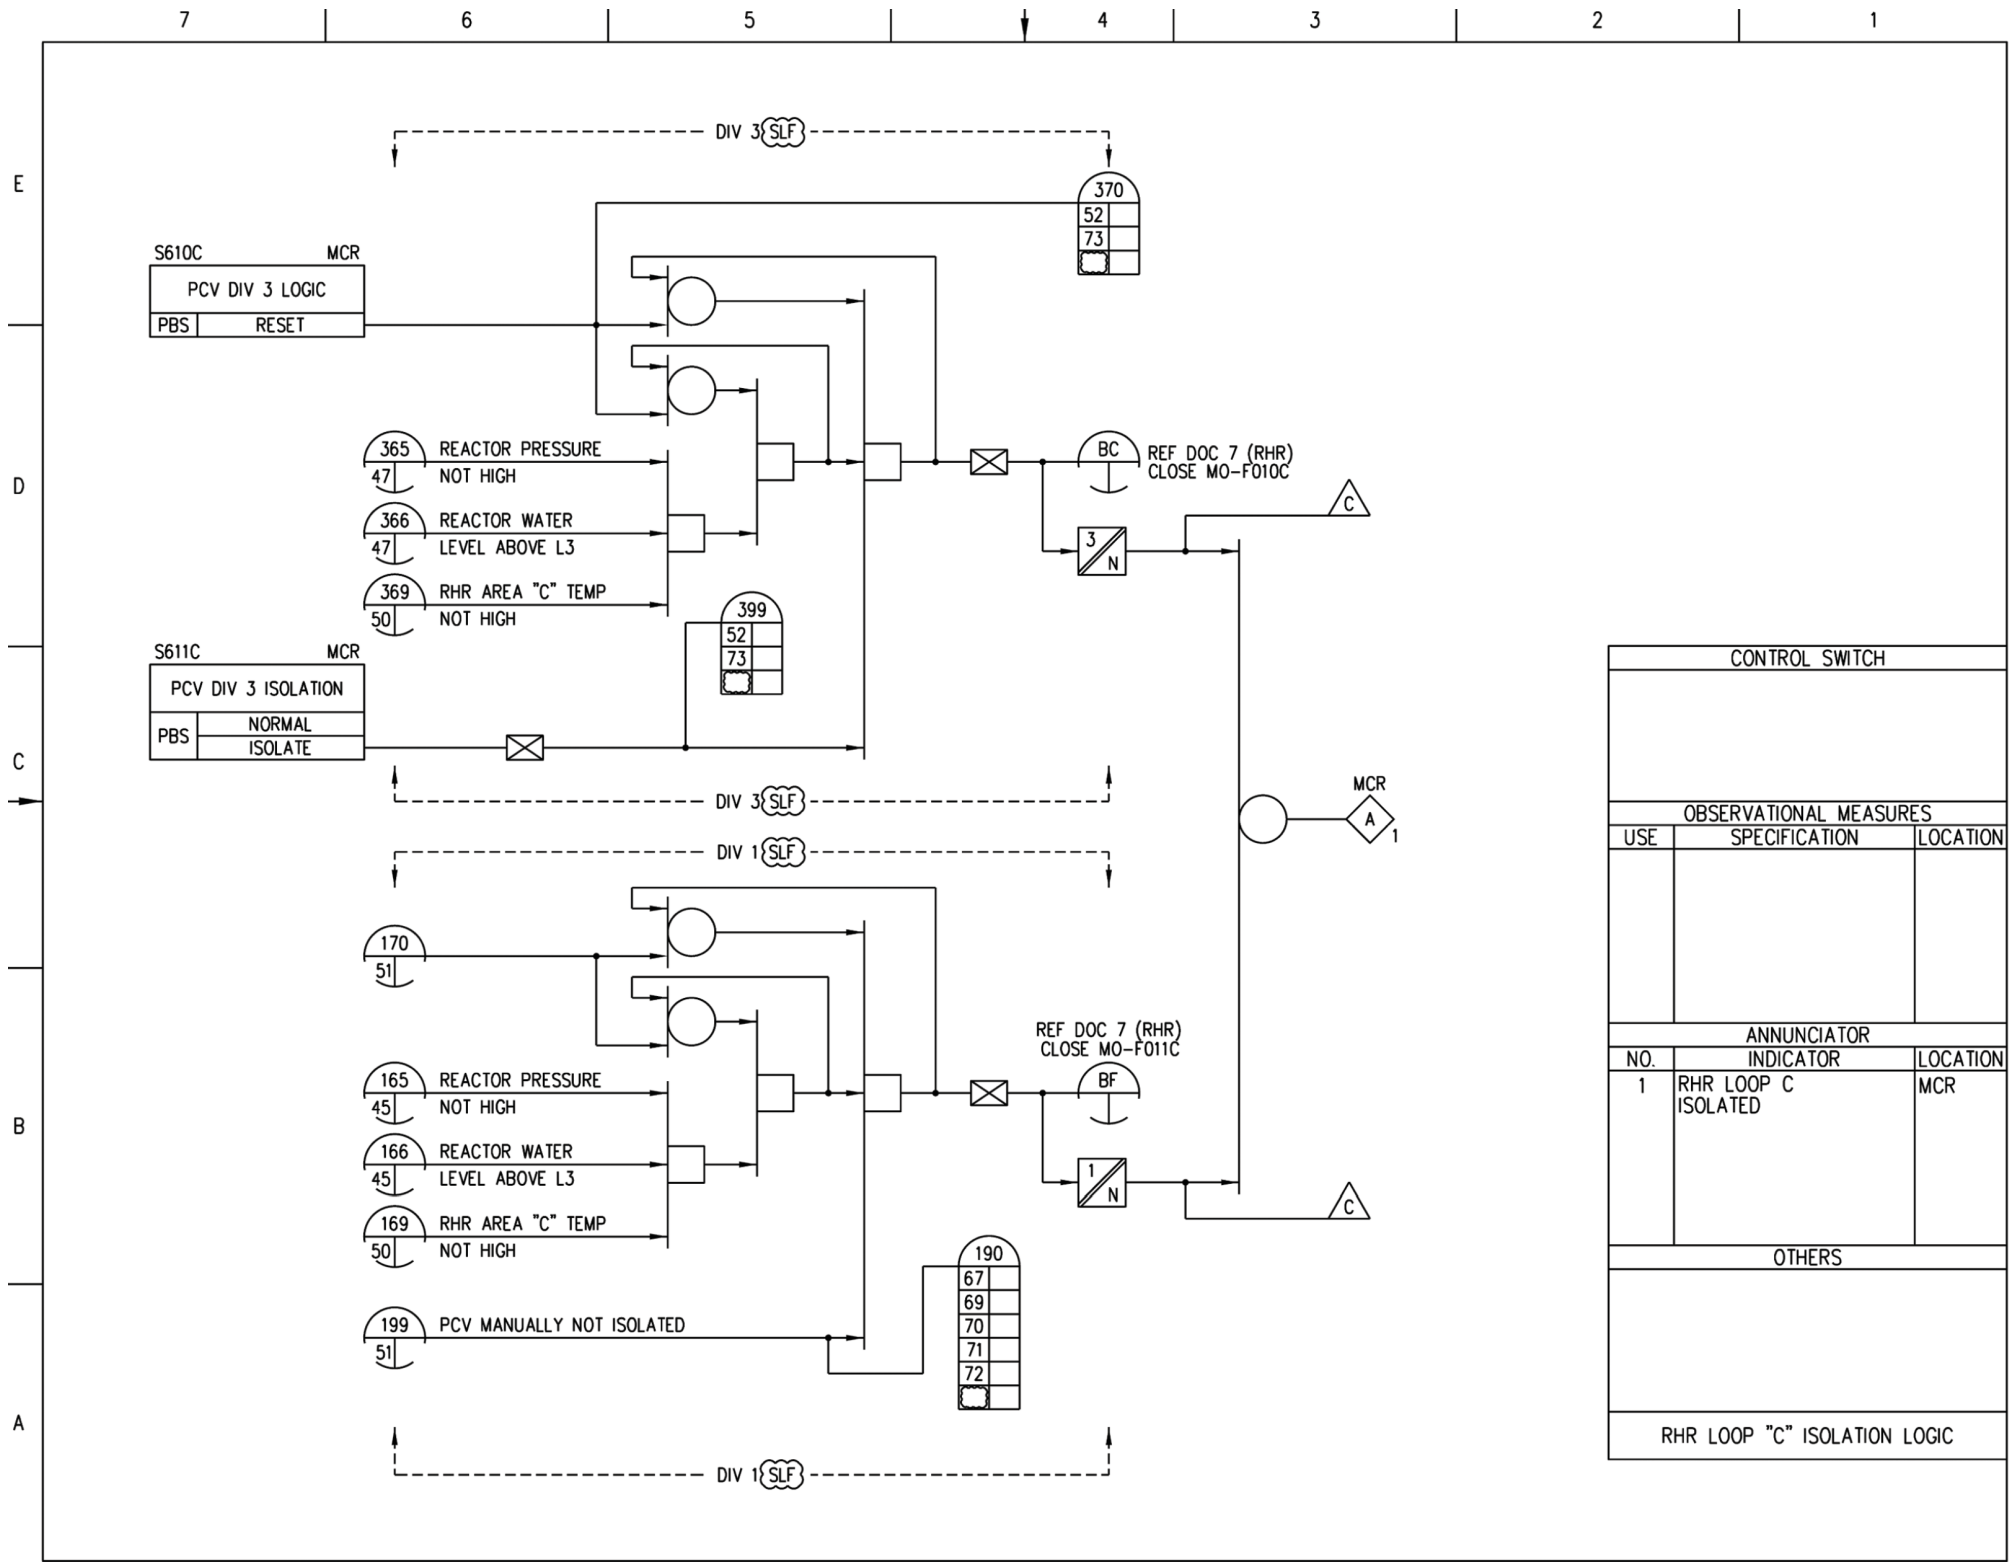 7 6 5 4 3 2 1
E
D
C
B
A
DIV 3 SLF
370
52
73
S610C MCR
PCV DIV 3 LOGIC
PBS RESET
365 REACTOR PRESSURE
47 NOT HIGH
366 REACTOR WATER
47 LEVEL ABOVE L3
369 RHR AREA "C" TEMP
50 NOT HIGH
BC
REF DOC 7 (RHR)
CLOSE MO-F010C
C
3
N
399
52
73
S611C MCR
PCV DIV 3 ISOLATION
PBS
NORMAL
ISOLATE
DIV 3 SLF
MCR
A
1
DIV 1 SLF
170
51
REF DOC 7 (RHR)
CLOSE MO-F011C
BF
165 REACTOR PRESSURE
45 NOT HIGH
166 REACTOR WATER
45 LEVEL ABOVE L3
169 RHR AREA "C" TEMP
50 NOT HIGH
1
N
C
190
67
69
70
71
72
199 PCV MANUALLY NOT ISOLATED
51
DIV 1 SLF
CONTROL SWITCH
OBSERVATIONAL MEASURES
USE SPECIFICATION LOCATION
ANNUNCIATOR
NO. INDICATOR LOCATION
1 RHR LOOP C MCR
ISOLATED
OTHERS
RHR LOOP "C" ISOLATION LOGIC